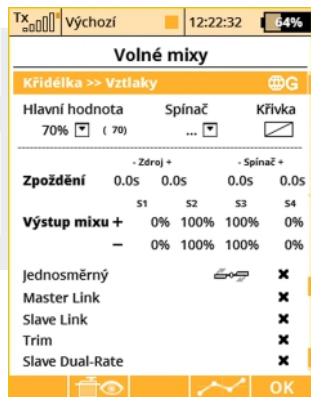 Tx Výchozí 12:22:32 64%
Volné mixy
Křidélka >> Vztlaky G
Hlavní hodnota Spínač Křivka
70% ( 70) ...
- Zdroj + - Spínač +
Zpoždění 0.0s 0.0s 0.0s 0.0s
S1 S2 S3 S4
Výstup mixu + 0% 100% 100% 0%
− 0% 100% 100% 0%
Jednosměrný ✖
Master Link ✖
Slave Link ✖
Trim ✖
Slave Dual-Rate ✖
OK